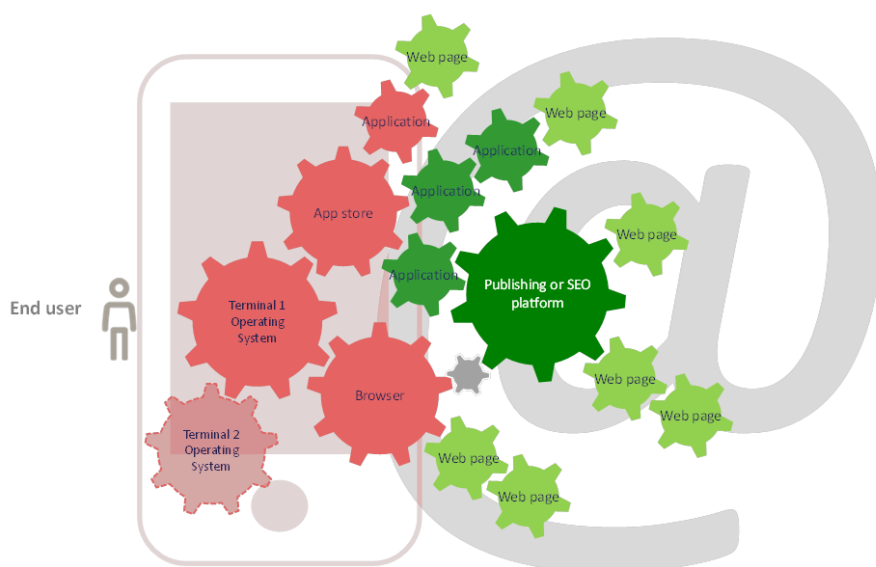 Web page
Application
Web page
Application
Application
App store
Web page
Application
Publishing or SEO
platform
End user
Terminal 1
Operating
System
Web page
Browser
Web page
Terminal 2
Operating
System
Web page
Web page